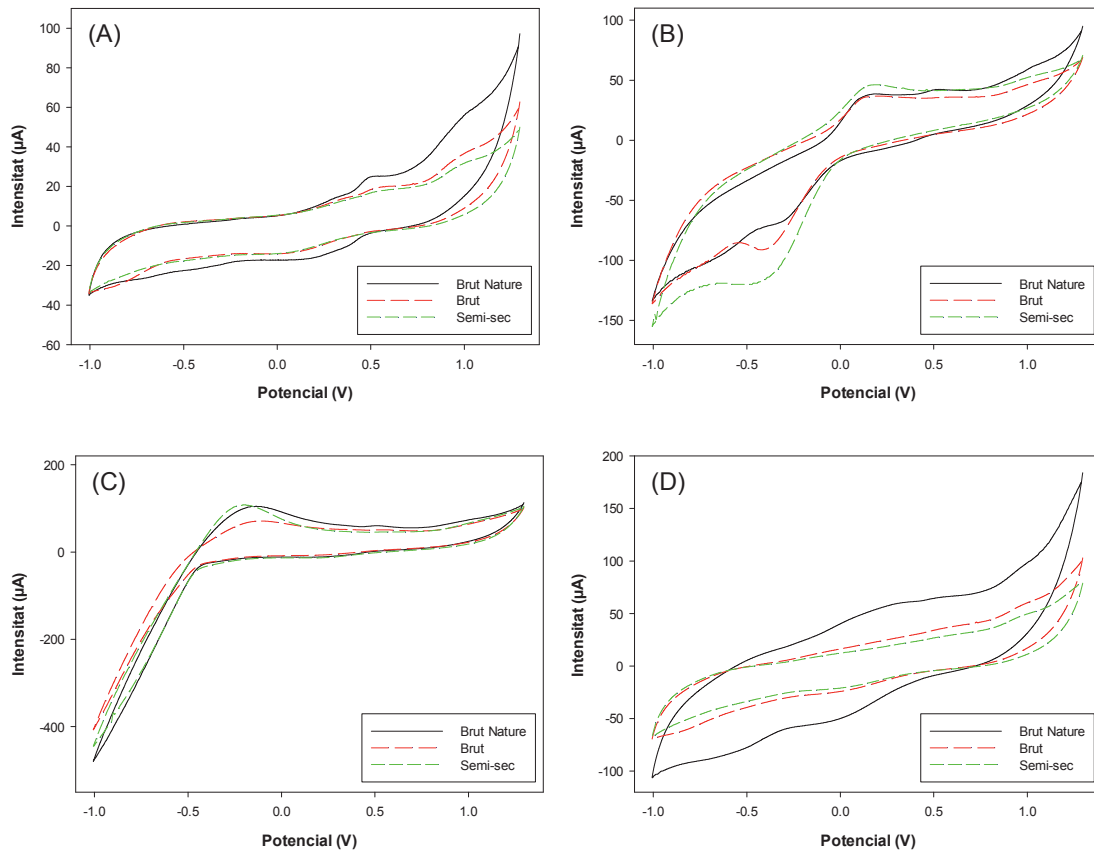 (A)
100
80
60
40
20
0
-20
-40
-60
Intensitat (µA)
-1.0 -0.5 0.0 0.5 1.0
Potencial (V)
Brut Nature
Brut
Semi-sec
(B)
100
50
0
-50
-100
-150
Intensitat (µA)
-1.0 -0.5 0.0 0.5 1.0
Potencial (V)
Brut Nature
Brut
Semi-sec
(C)
200
0
-200
-400
Intensitat (µA)
-1.0 -0.5 0.0 0.5 1.0
Potencial (V)
Brut Nature
Brut
Semi-sec
(D)
200
150
100
50
0
-50
-100
Intensitat (µA)
-1.0 -0.5 0.0 0.5 1.0
Potencial (V)
Brut Nature
Brut
Semi-sec